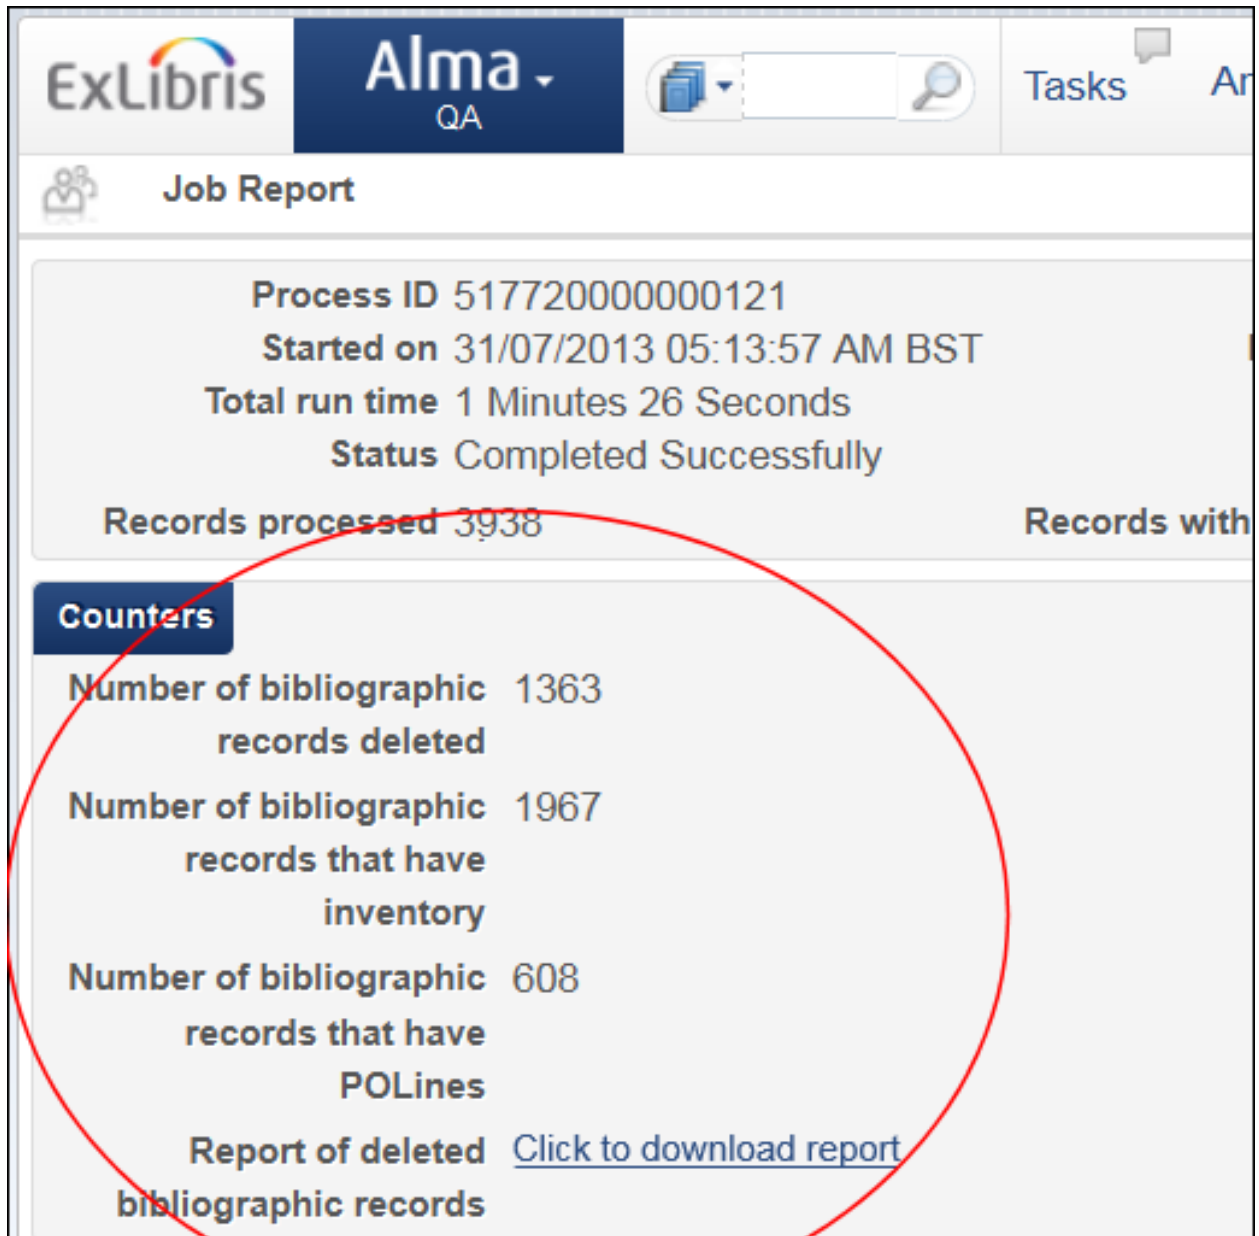 ExLibris
Alma
QA
Tasks
Job Report
Process ID 517720000000121
Started on 31/07/2013 05:13:57 AM BST
Total run time 1 Minutes 26 Seconds
Status Completed Successfully
Records processed 3938
Records with
Counters
Number of bibliographic 1363
records deleted
Number of bibliographic 1967
records that have
inventory
Number of bibliographic 608
records that have
POLines
Report of deleted Click to download report
bibliographic records